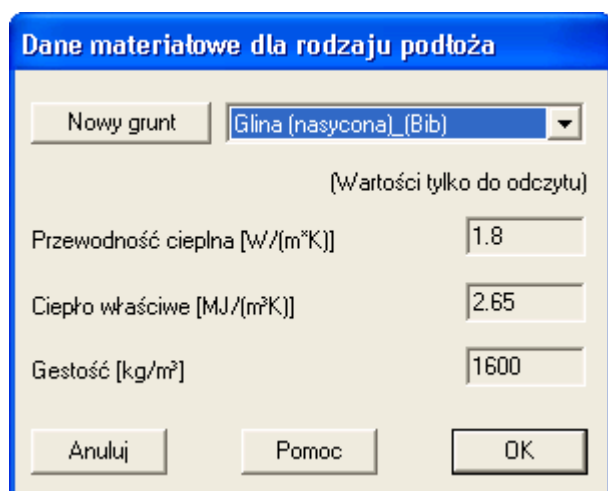 Dane materiałowe dla rodzaju podłoża
Nowy grunt Glina (nasycona)_(Bib)
(Wartości tylko do odczytu)
Przewodność cieplna [W/(m*K)] 1.8
Ciepło właściwe [MJ/(m³K)] 2.65
Gestość [kg/m³] 1600
Anuluj Pomoc OK